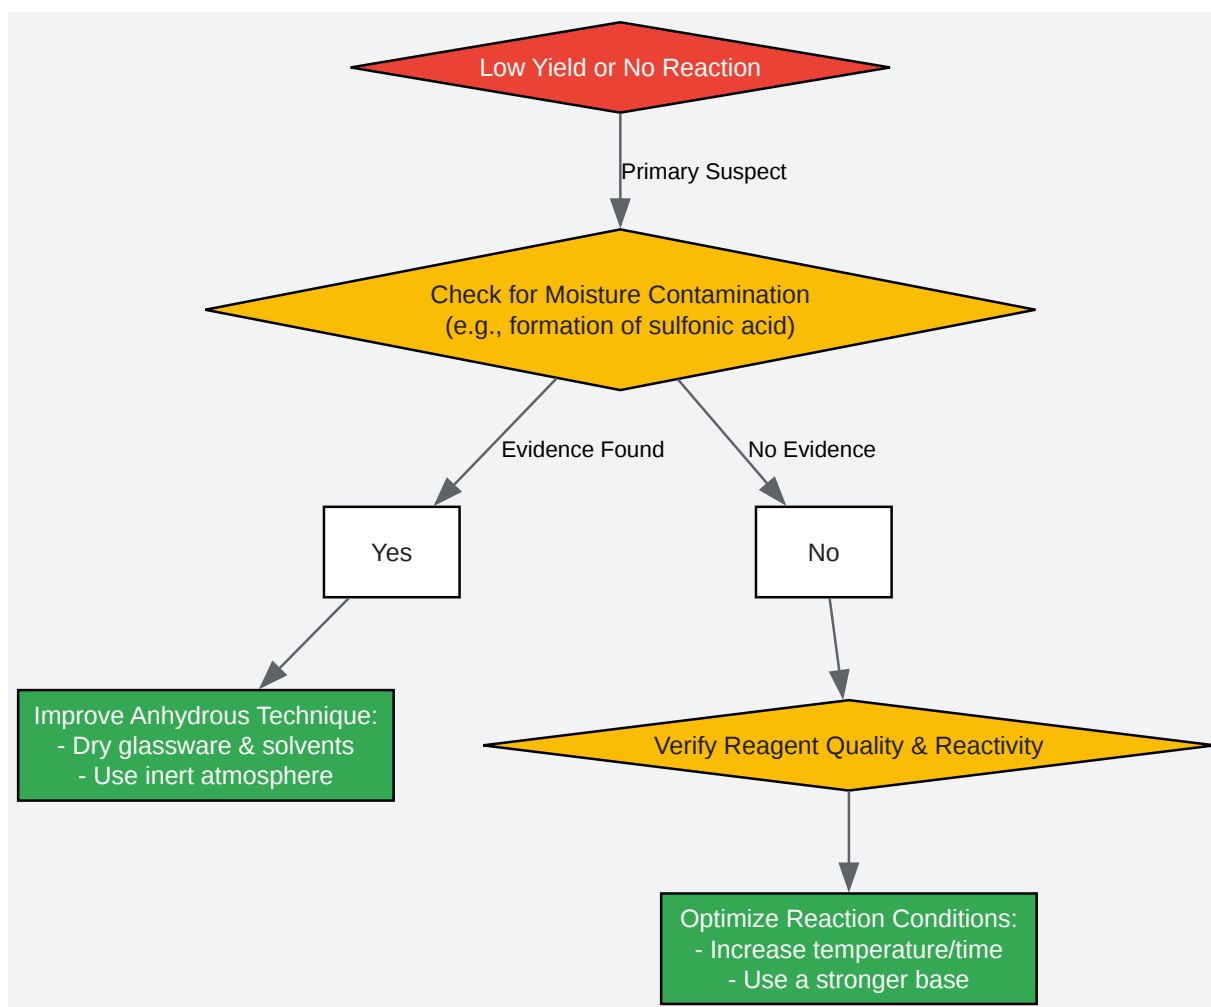 Low Yield or No Reaction
Primary Suspect
Check for Moisture Contamination
(e.g., formation of sulfonic acid)
Evidence Found
No Evidence
Yes
No
Improve Anhydrous Technique:
- Dry glassware & solvents
- Use inert atmosphere
Verify Reagent Quality & Reactivity
Optimize Reaction Conditions:
- Increase temperature/time
- Use a stronger base